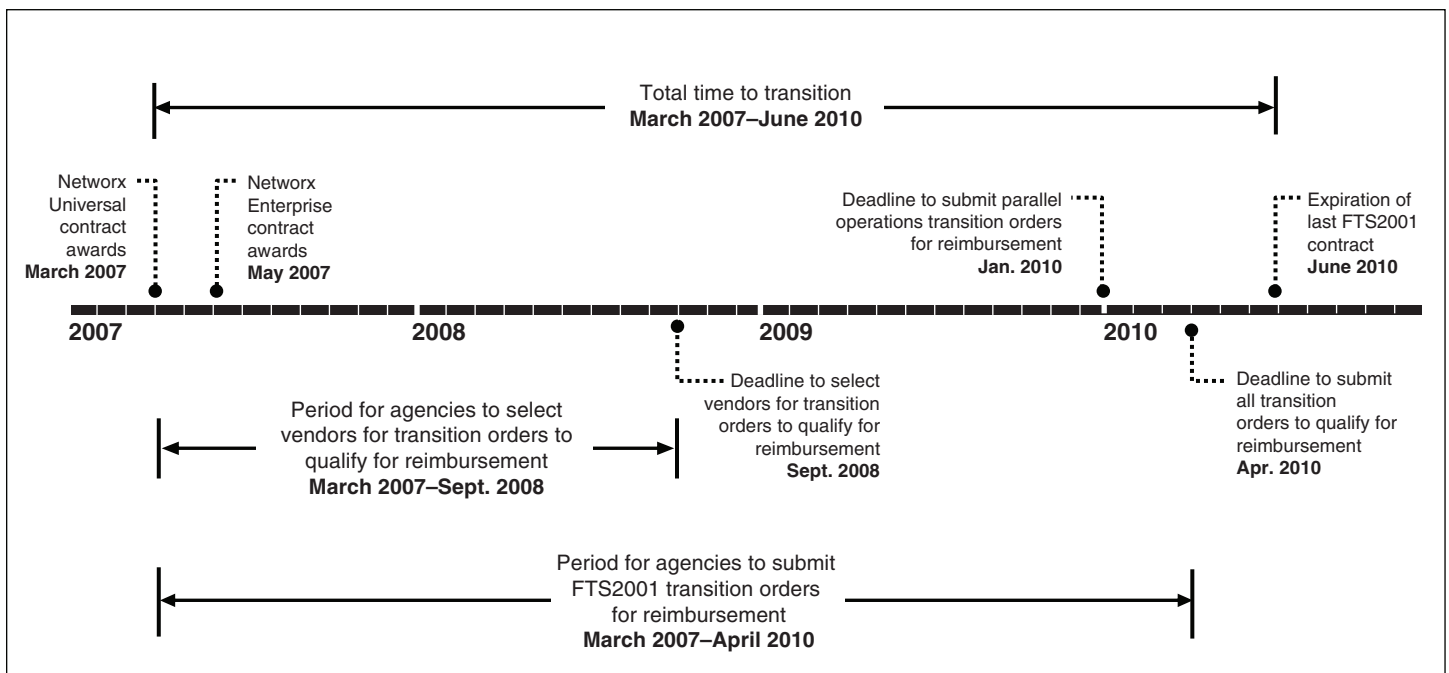 Total time to transition
March 2007–June 2010
Networx
Universal
contract
awards
March 2007
Networx
Enterprise
contract
awards
May 2007
Deadline to submit parallel
operations transition orders
for reimbursement
Jan. 2010
Expiration of
last FTS2001
contract
June 2010
2007
2008
2009
2010
Period for agencies to select
vendors for transition orders to
qualify for reimbursement
March 2007–Sept. 2008
Deadline to select
vendors for transition
orders to qualify for
reimbursement
Sept. 2008
Deadline to submit
all transition
orders to qualify for
reimbursement
Apr. 2010
Period for agencies to submit
FTS2001 transition orders
for reimbursement
March 2007–April 2010